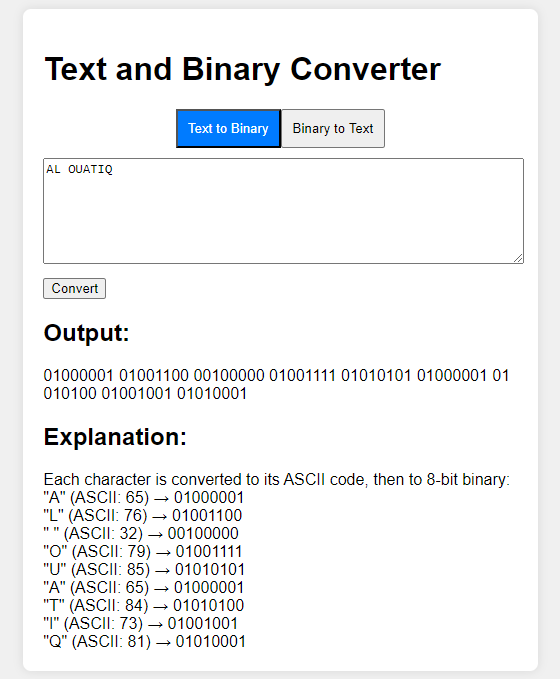 Text and Binary Converter
Text to Binary Binary to Text
AL OUATIQ
Convert
Output:
01000001 01001100 00100000 01001111 01010101 01000001 01
010100 01001001 01010001
Explanation:
Each character is converted to its ASCII code, then to 8-bit binary:
"A" (ASCII: 65) → 01000001
"L" (ASCII: 76) → 01001100
" " (ASCII: 32) → 00100000
"O" (ASCII: 79) → 01001111
"U" (ASCII: 85) → 01010101
"A" (ASCII: 65) → 01000001
"T" (ASCII: 84) → 01010100
"I" (ASCII: 73) → 01001001
"Q" (ASCII: 81) → 01010001